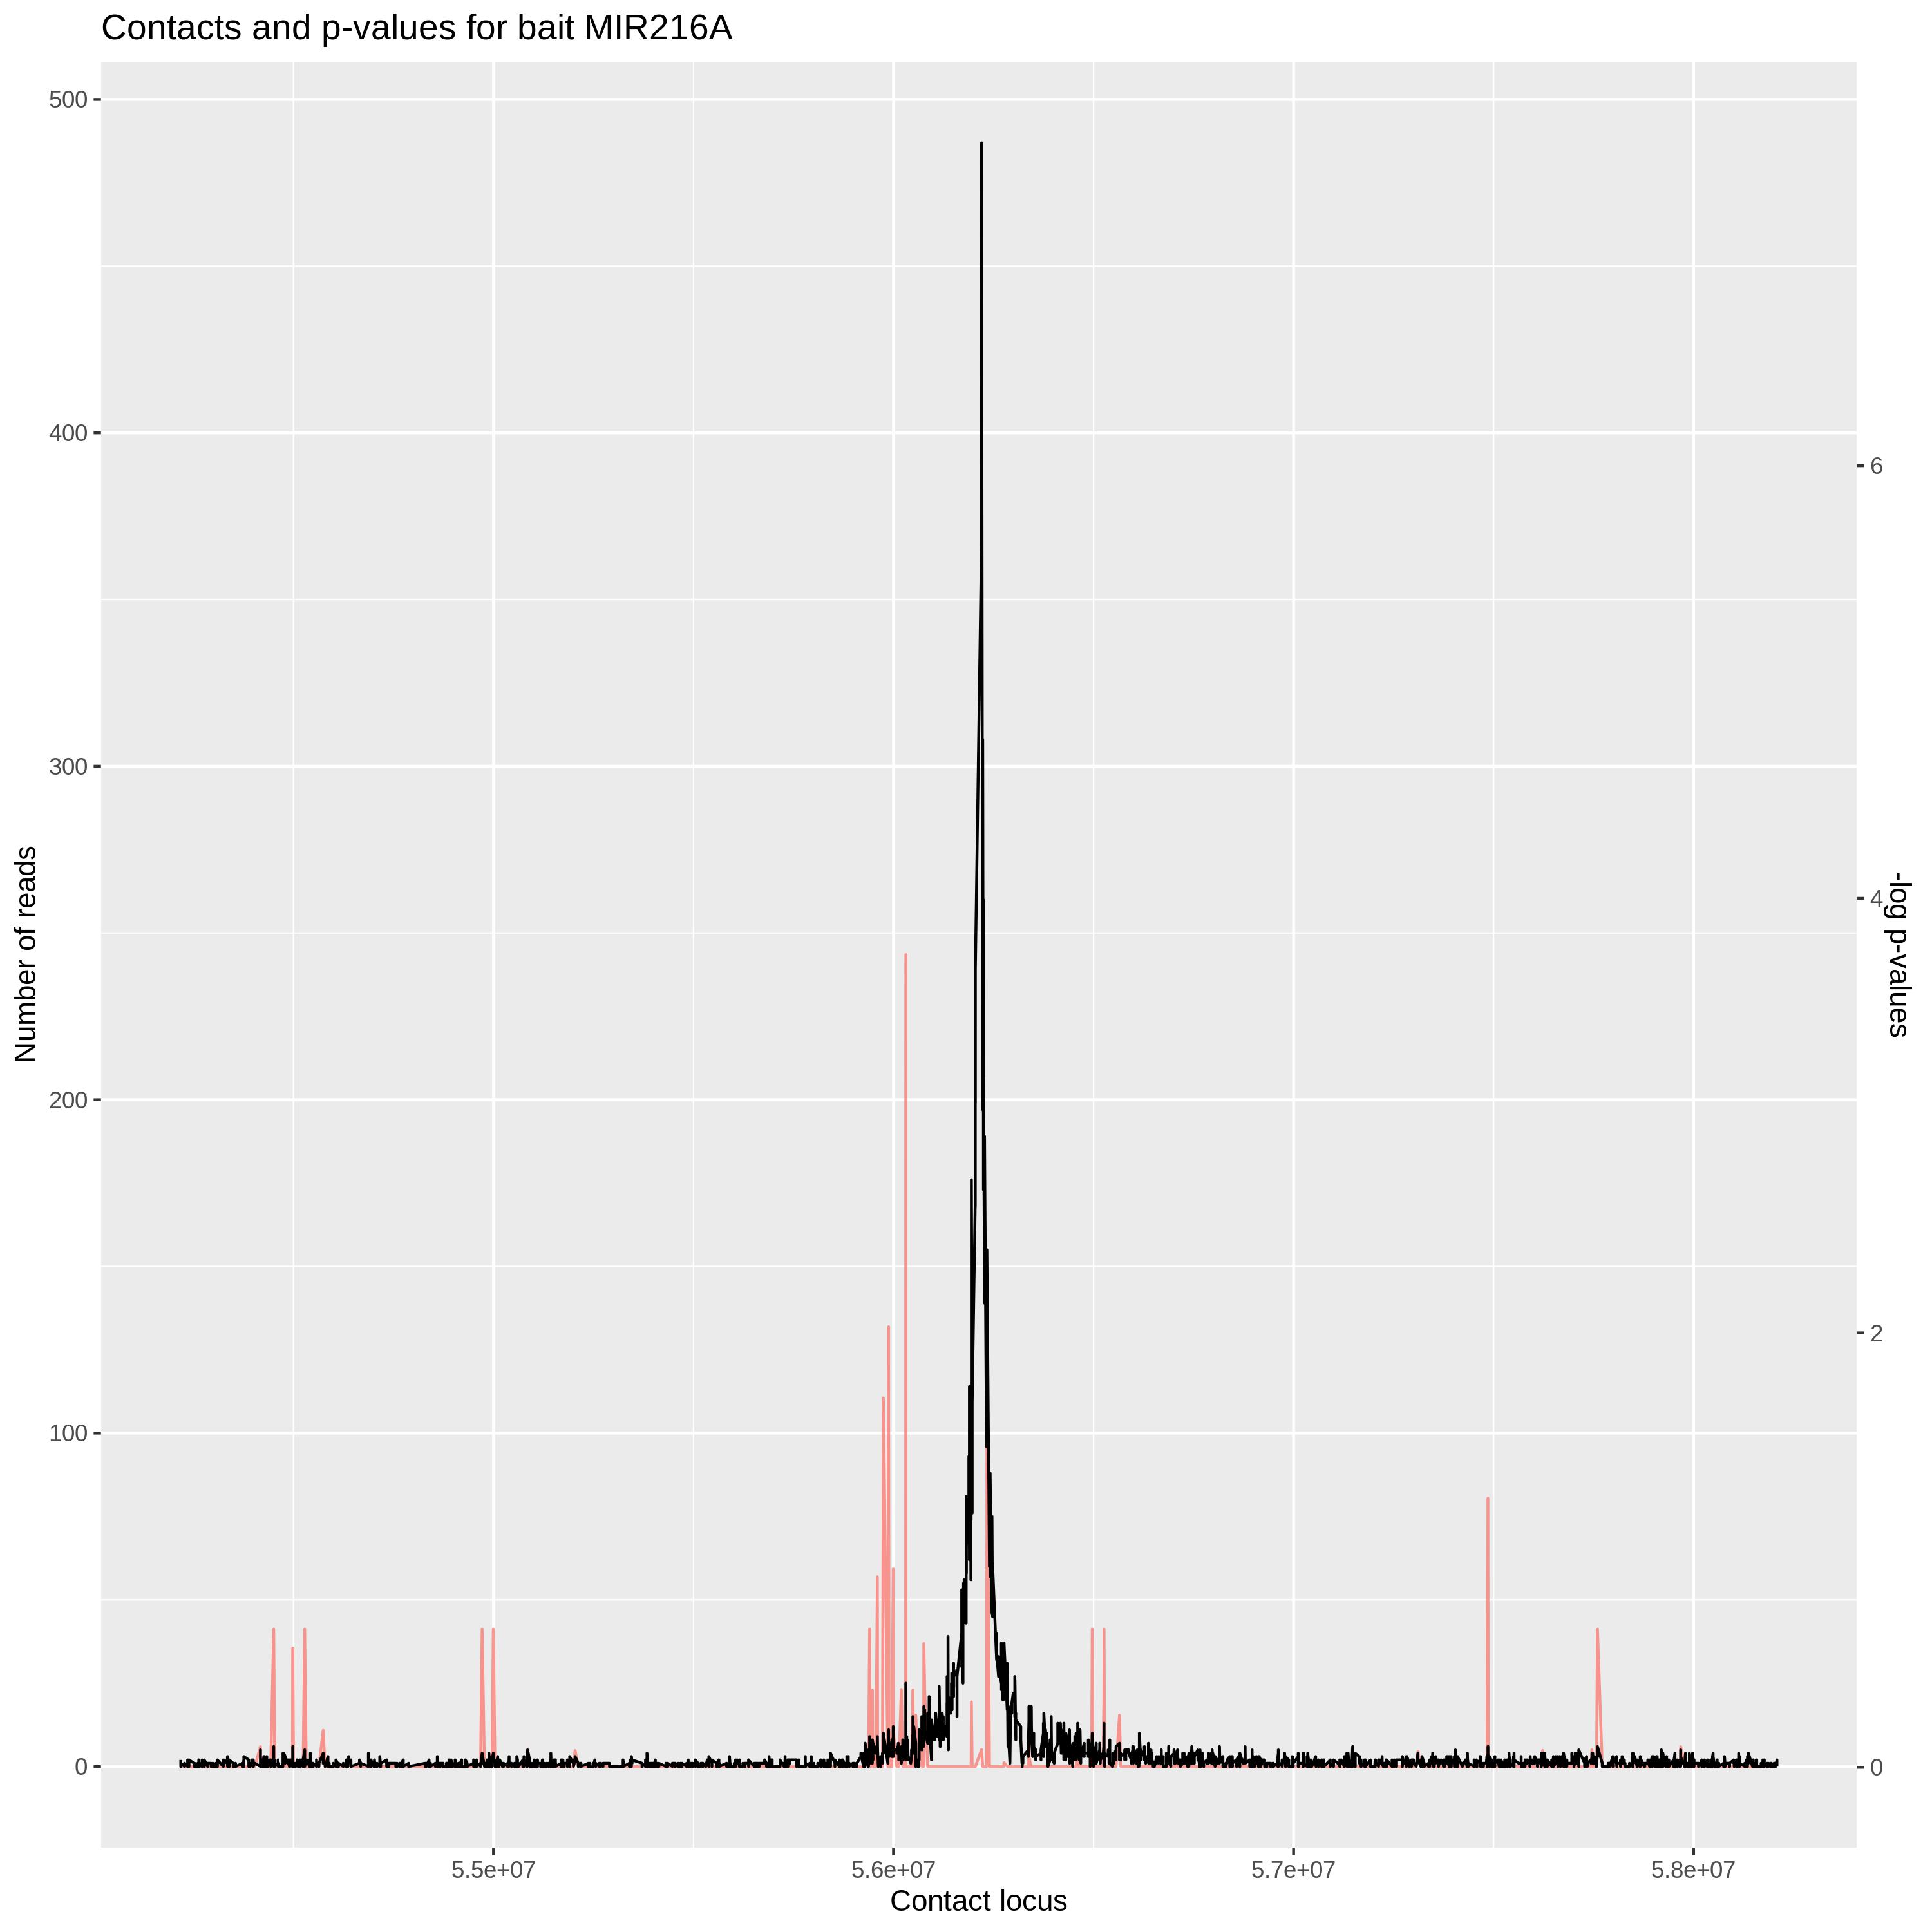 Contacts and p-values for bait MIR216A
500
400
300
200
100
0
Number of reads
6
4
2
0
-log p-values
5.5e+07
5.6e+07
5.7e+07
5.8e+07
Contact locus